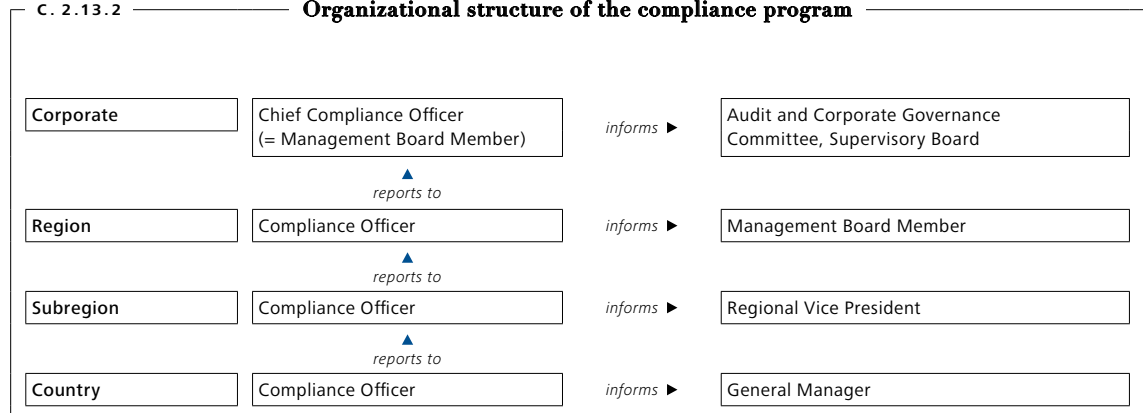 C. 2.13.2 Organizational structure of the compliance program
Corporate
Chief Compliance Officer
(= Management Board Member)
informs ▶
Audit and Corporate Governance
Committee, Supervisory Board
▲
reports to
Region
Compliance Officer
informs ▶
Management Board Member
▲
reports to
Subregion
Compliance Officer
informs ▶
Regional Vice President
▲
reports to
Country
Compliance Officer
informs ▶
General Manager